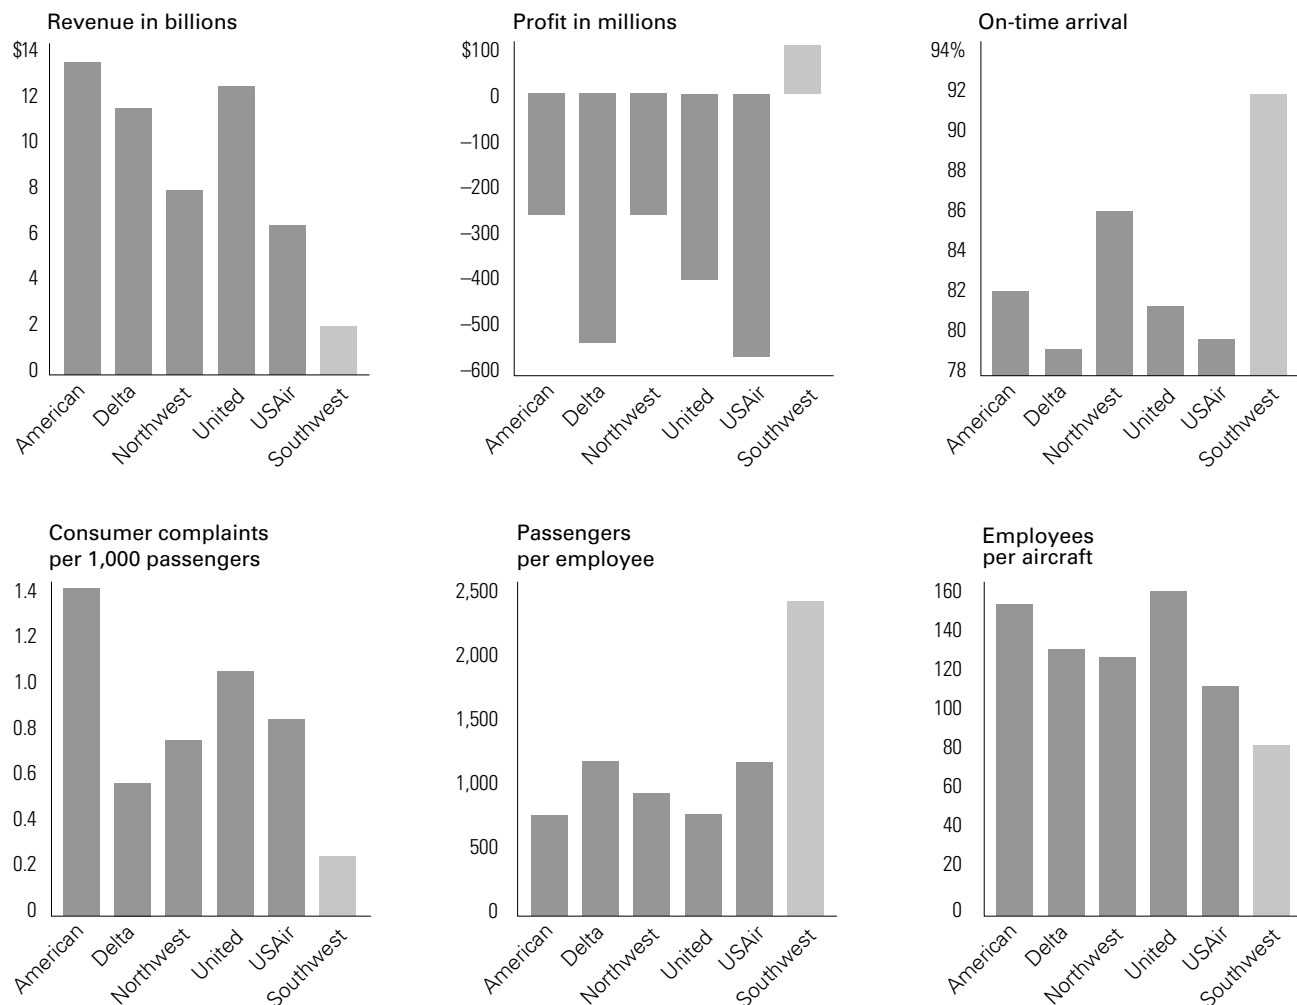 Revenue in billions
$14
12
10
8
6
4
2
0
American
Delta
Northwest
United
USAir
Southwest
Profit in millions
$100
0
–100
–200
–300
–400
–500
–600
American
Delta
Northwest
United
USAir
Southwest
On-time arrival
94%
92
90
88
86
84
82
80
78
American
Delta
Northwest
United
USAir
Southwest
Consumer complaints
per 1,000 passengers
1.4
1.2
1.0
0.8
0.6
0.4
0.2
0
American
Delta
Northwest
United
USAir
Southwest
Passengers
per employee
2,500
2,000
1,500
1,000
500
0
American
Delta
Northwest
United
USAir
Southwest
Employees
per aircraft
160
140
120
100
80
60
40
20
0
American
Delta
Northwest
United
USAir
Southwest